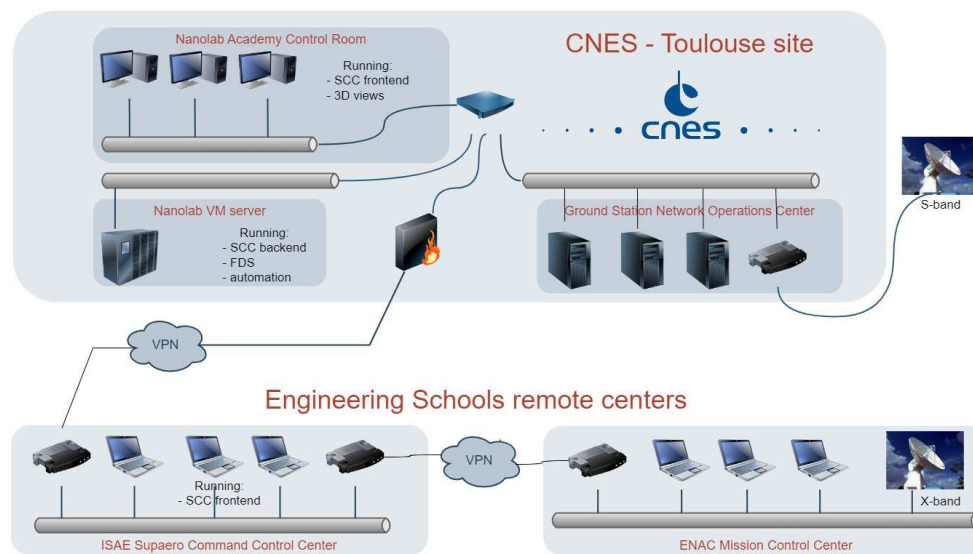 Nanolab Academy Control Room
Running:
- SCC frontend
- 3D views
CNES - Toulouse site
cnes
Nanolab VM server
Running:
- SCC backend
- FDS
- automation
Ground Station Network Operations Center
S-band
VPN
Engineering Schools remote centers
Running:
- SCC frontend
ISAE Supaero Command Control Center
VPN
X-band
ENAC Mission Control Center